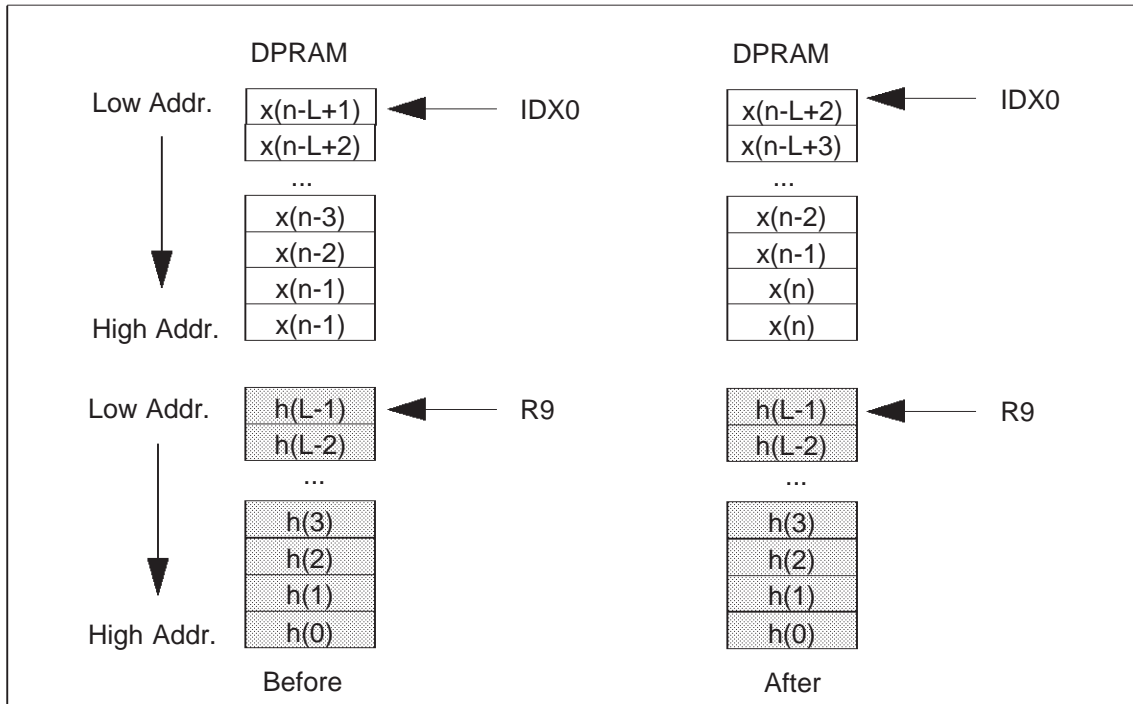 DPRAM DPRAM
Low Addr. x(n-L+1) IDX0 x(n-L+2) IDX0
x(n-L+2) x(n-L+3)
... ...
x(n-3) x(n-2)
x(n-2) x(n-1)
x(n-1) x(n)
High Addr. x(n-1) x(n)
Low Addr. h(L-1) R9 h(L-1) R9
h(L-2) h(L-2)
... ...
h(3) h(3)
h(2) h(2)
h(1) h(1)
High Addr. h(0) h(0)
Before After